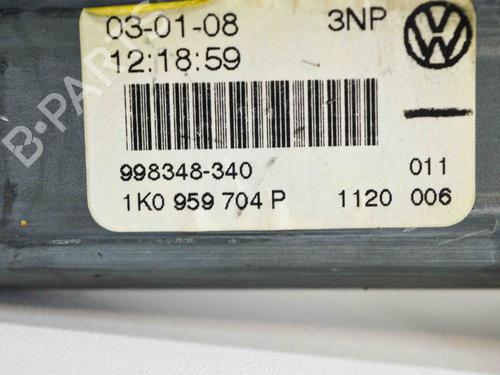 03-01-08 3NP
12:18:59
998348-340 011
1K0 959 704 P 1120 006
B-PARTS